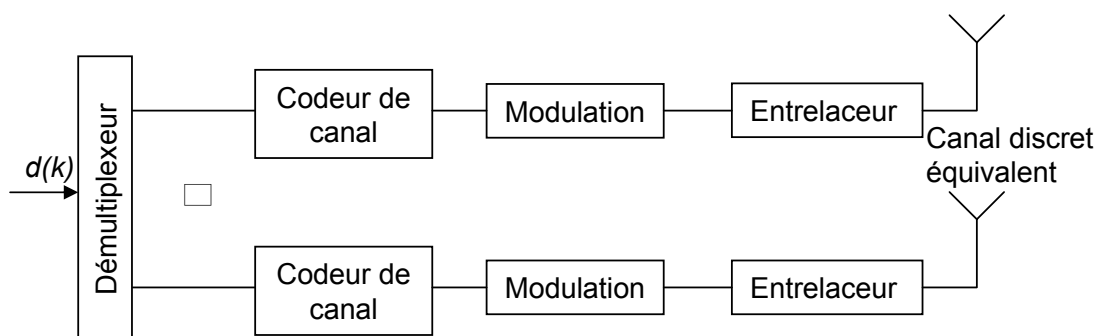 Codeur de
canal
Modulation
Entrelaceur
Canal discret
équivalent
d(k)
Démultiplexeur
Codeur de
canal
Modulation
Entrelaceur